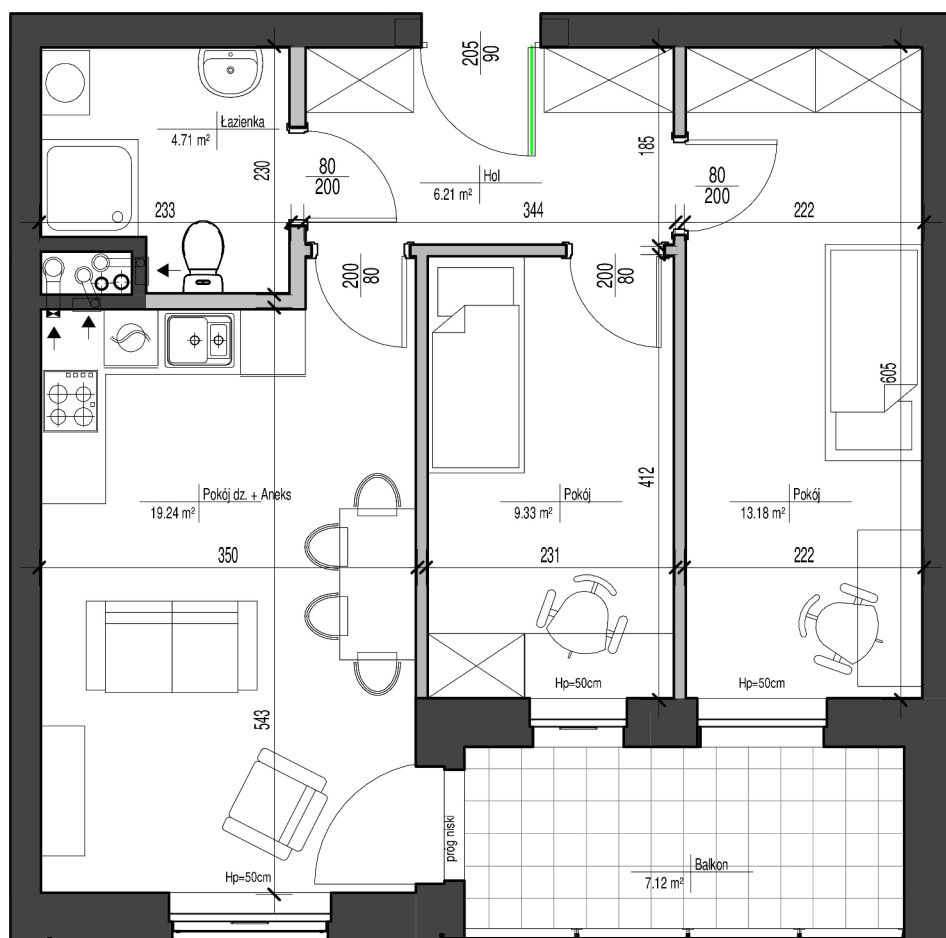 205
90
Łazienka
4.71 m²
230
80
200
Hol
6.21 m²
185
80
200
233
344
222
200
80
200
80
605
412
Pokój dz. + Aneks
19.24 m²
Pokój
9.33 m²
Pokój
13.18 m²
350
231
222
Hp=50cm
Hp=50cm
543
próg niski
Balkon
7.12 m²
Hp=50cm